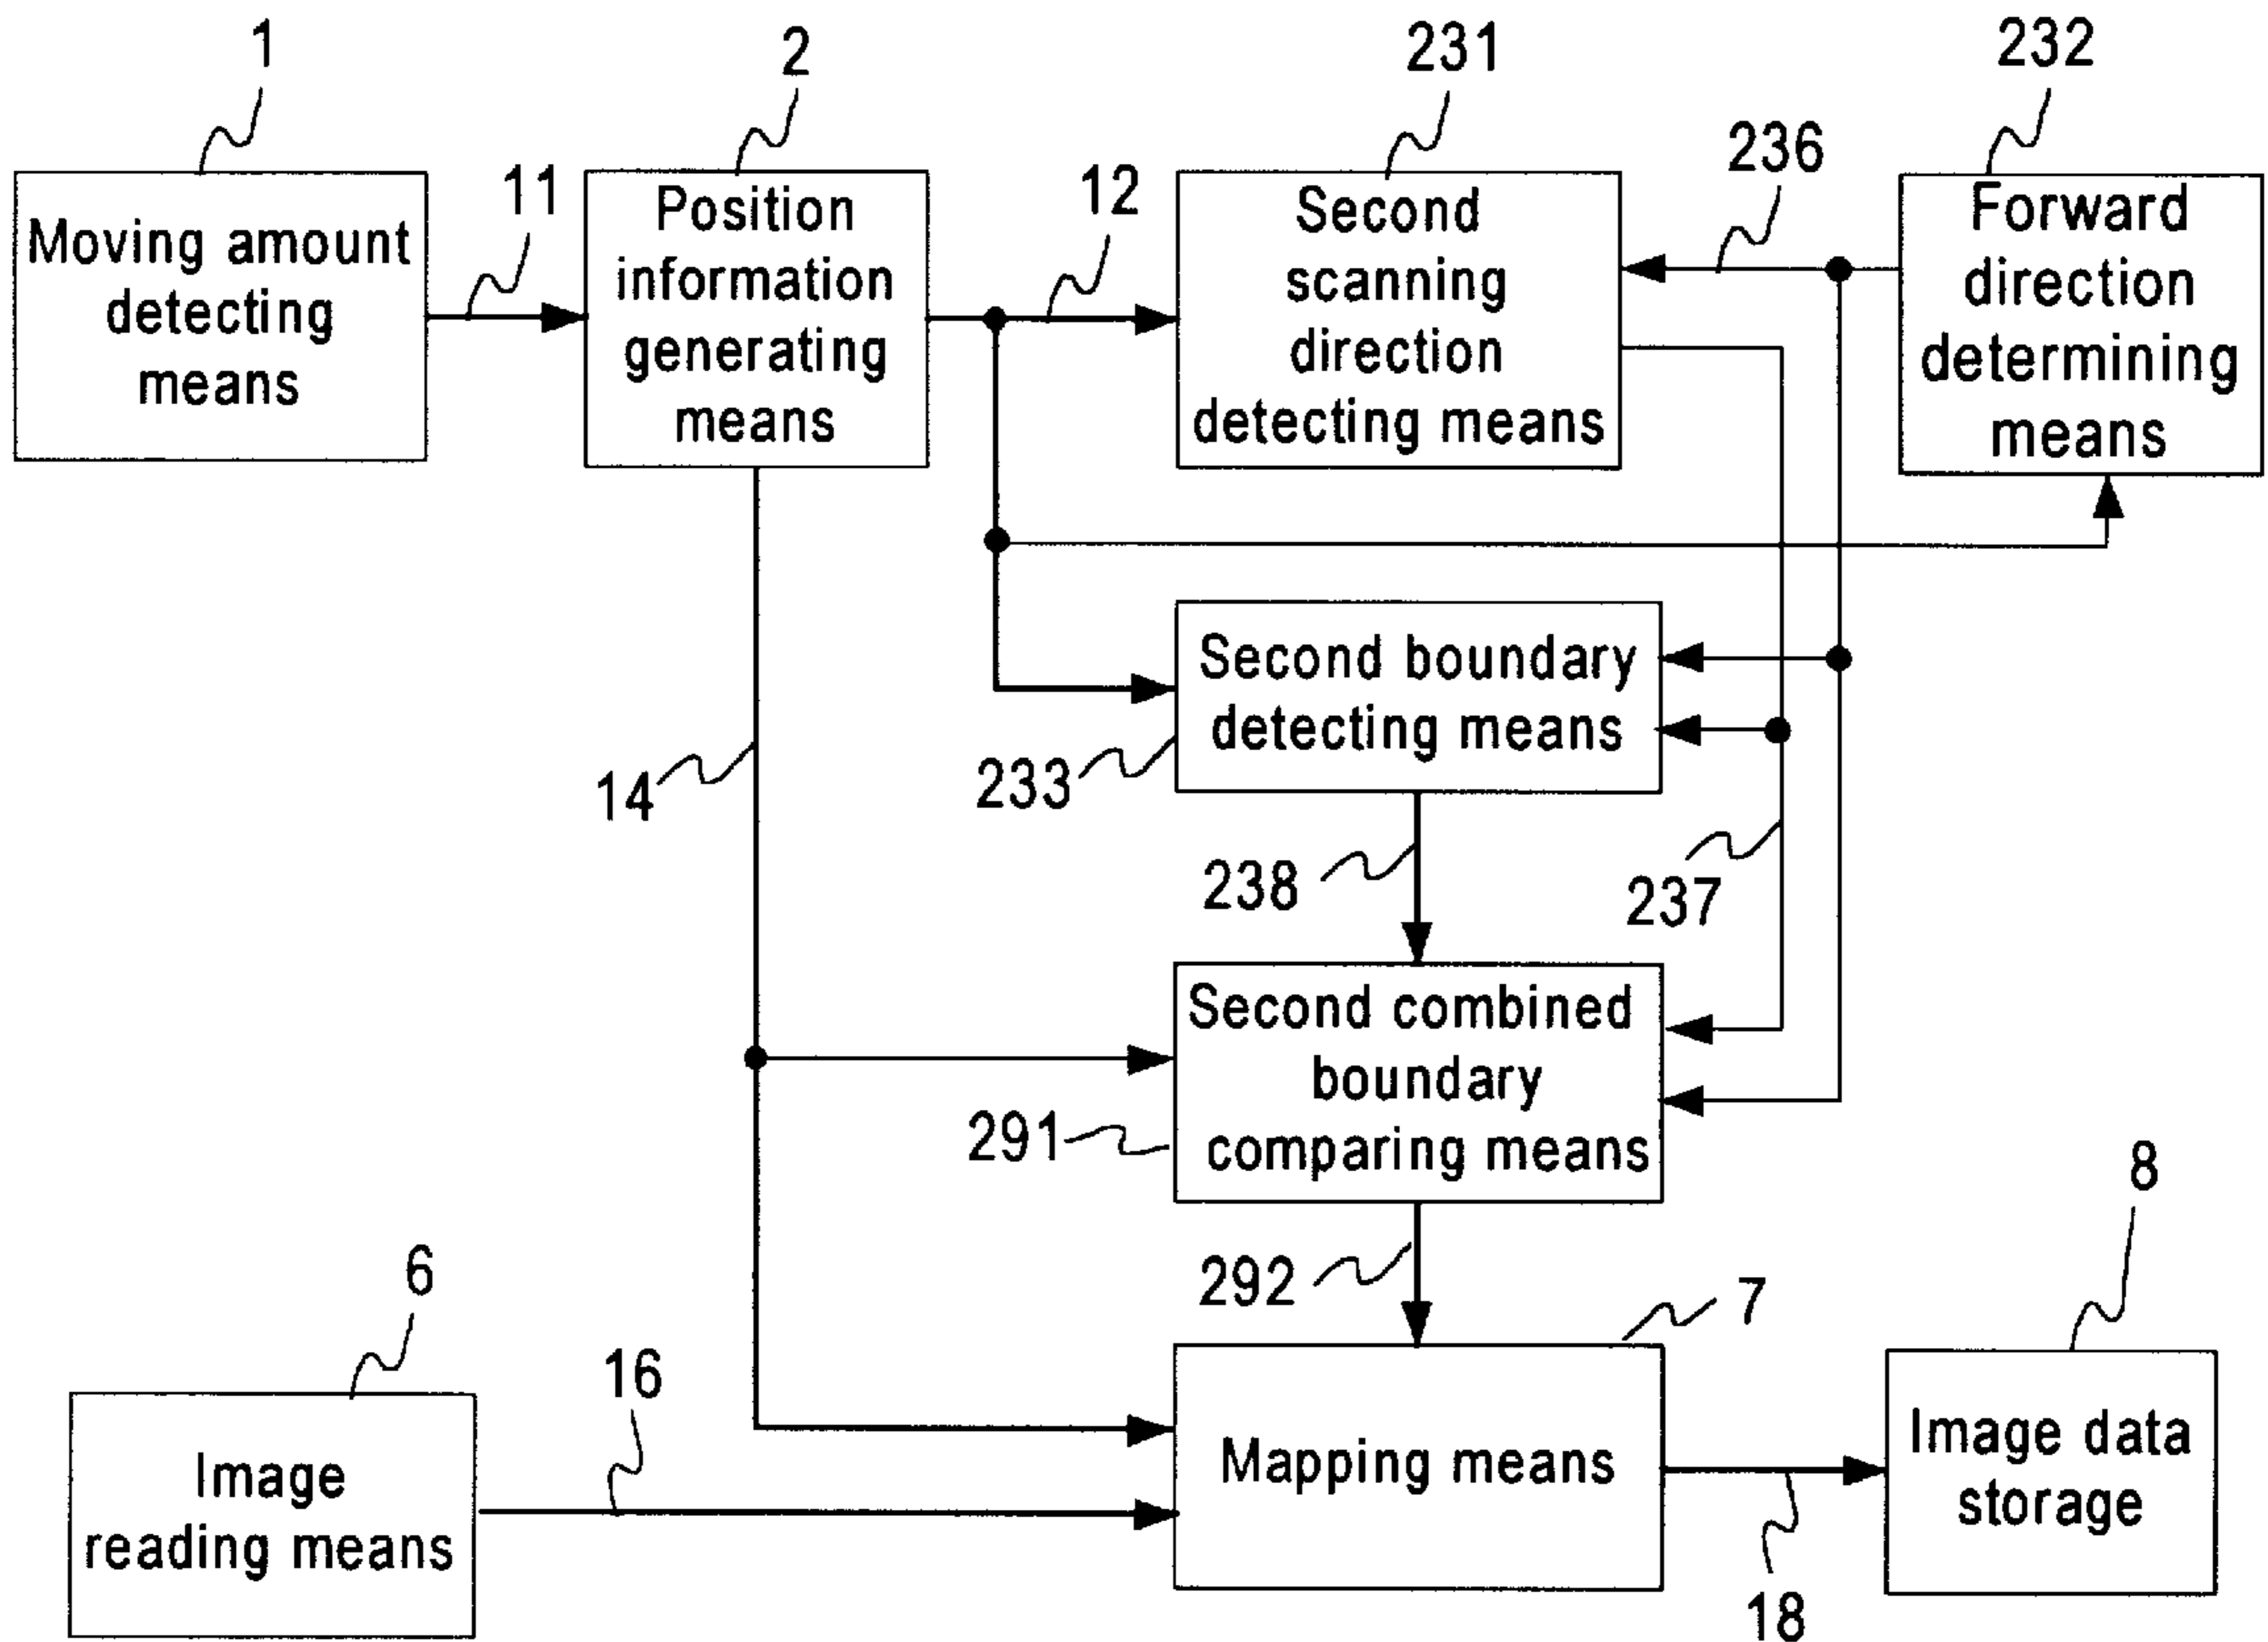 1
2
231
232
11
12
236
Moving amount
detecting
means
Position
information
generating
means
Second
scanning
direction
detecting means
Forward
direction
determining
means
Second boundary
detecting means
233
14
238
237
Second combined
boundary
comparing means
291
8
292
7
6
16
Image
reading means
Mapping means
Image data
storage
18